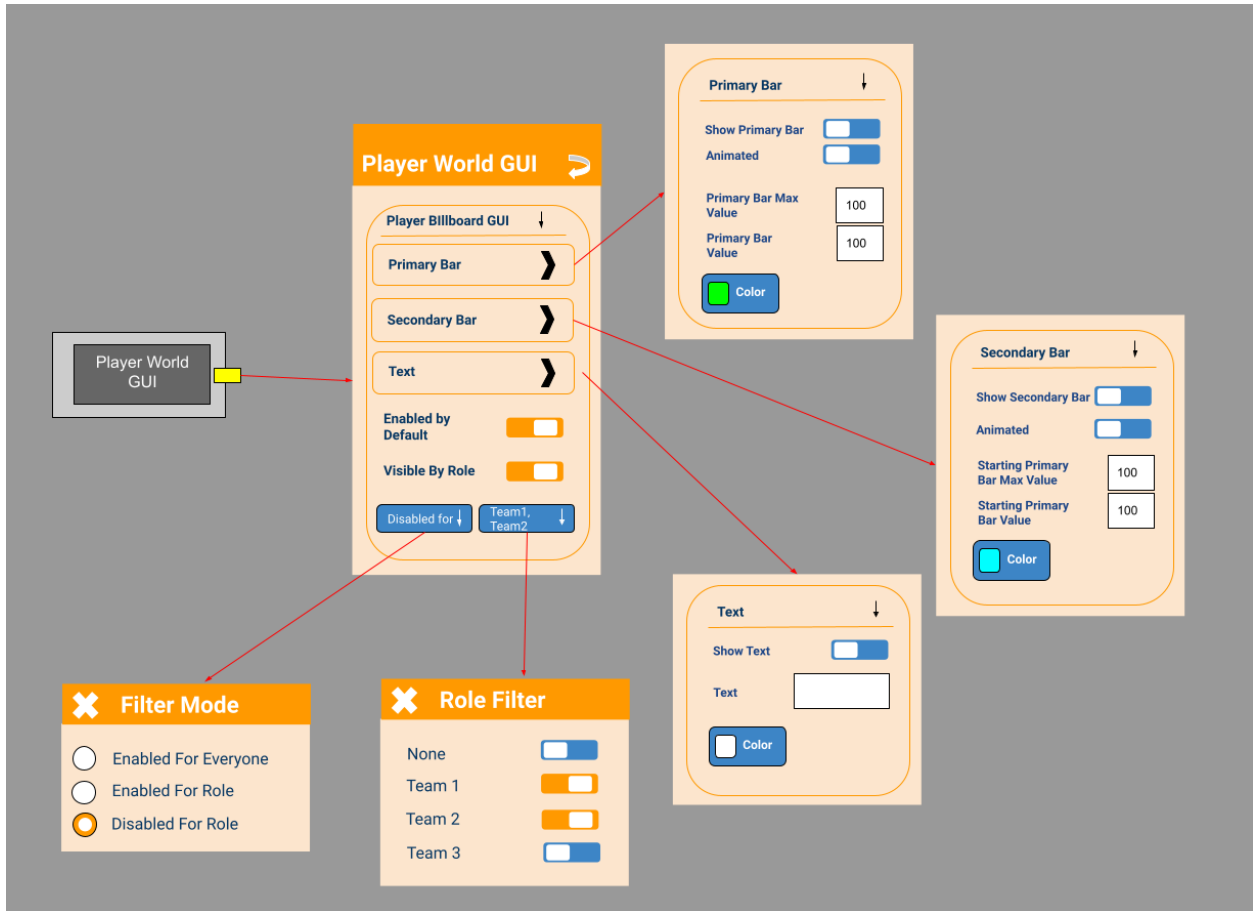 Player World
GUI
Player World GUI
Player BIllboard GUI
Primary Bar
Secondary Bar
Text
Enabled by
Default
Visible By Role
Disabled for
Team1,
Team2
Primary Bar
Show Primary Bar
Animated
Primary Bar Max
Value
100
Primary Bar
Value
100
Color
Secondary Bar
Show Secondary Bar
Animated
Starting Primary
Bar Max Value
100
Starting Primary
Bar Value
100
Color
Text
Show Text
Text
Color
Filter Mode
Enabled For Everyone
Enabled For Role
Disabled For Role
Role Filter
None
Team 1
Team 2
Team 3